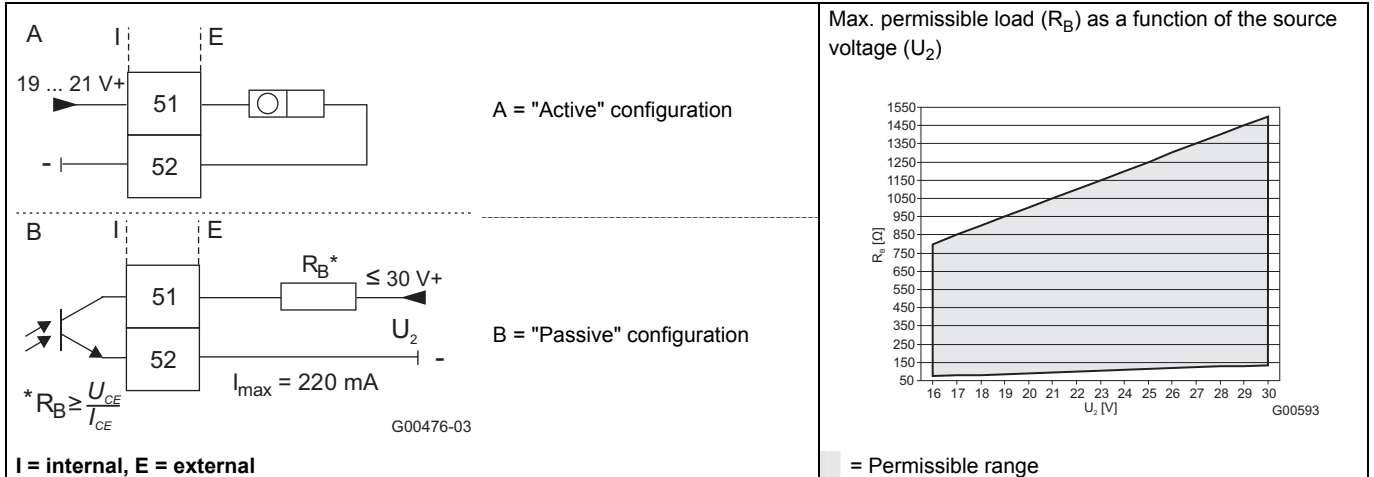 A
I E
19 ... 21 V+
51
-
52
A = "Active" configuration
B
I E
51
R_B*
≤ 30 V+
52
U₂
-
I_max = 220 mA
*R_B ≥ U_CE / I_CE
G00476-03
B = "Passive" configuration
I = internal, E = external
Max. permissible load (R_B) as a function of the source
voltage (U₂)
1550
1450
1350
1250
1150
1050
950
850
750
650
550
450
350
250
150
50
R_B [Ω]
16 17 18 19 20 21 22 23 24 25 26 27 28 29 30
U₂ [V]
G00593
= Permissible range